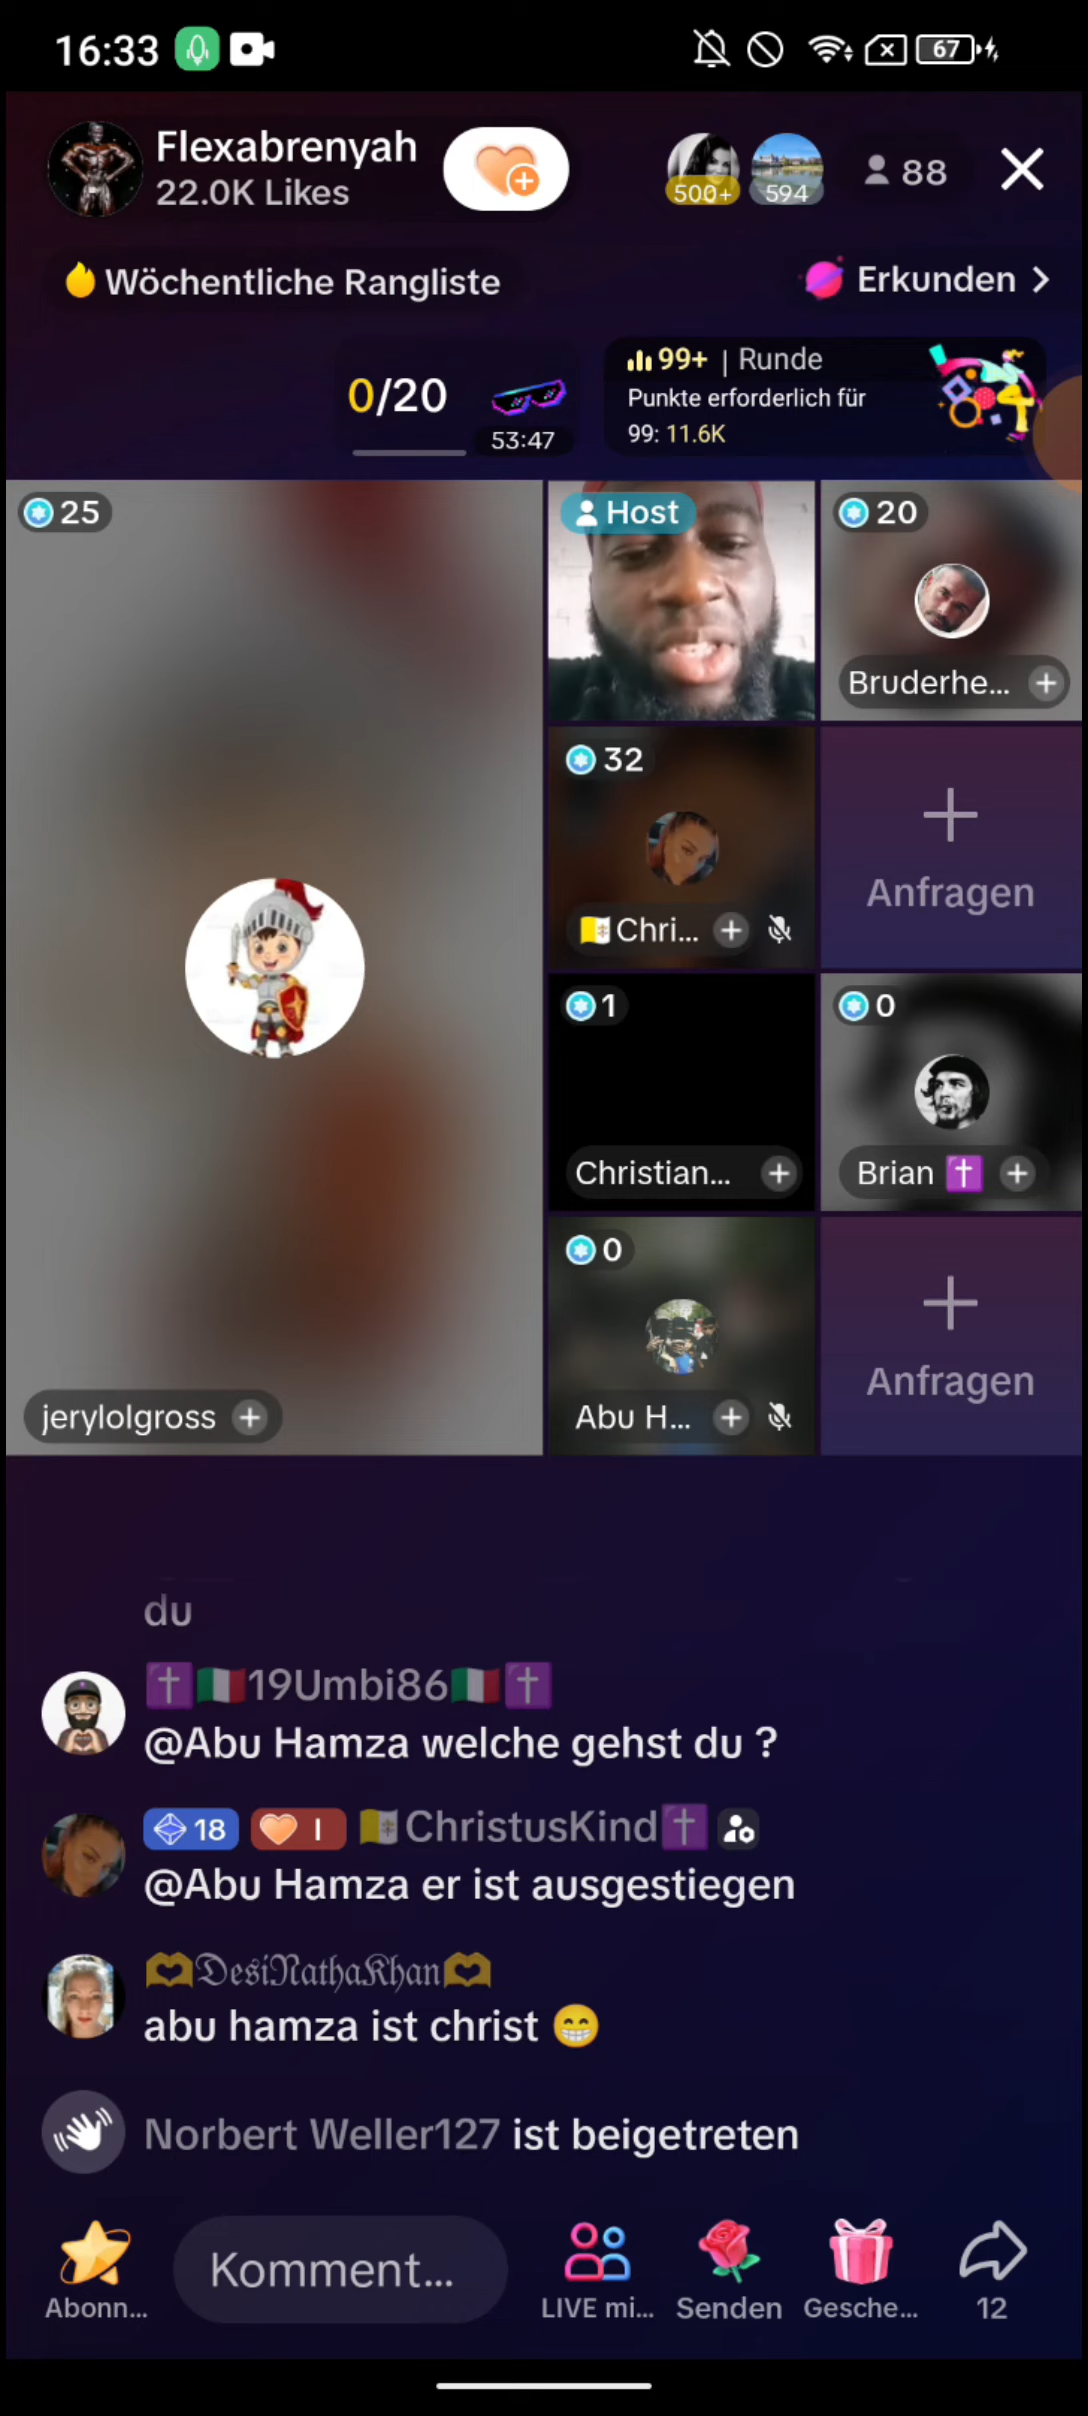 16:33
67
Flexabrenyah
22.0K Likes
500+
594
88
Wöchentliche Rangliste
Erkunden
0/20
53:47
99+ | Runde
Punkte erforderlich für
99: 11.6K
25
Host
20
Bruderhe...
32
Chri...
Anfragen
1
Christian...
0
Brian
0
Abu H...
Anfragen
jerylolgross
du
19Umbi86
@Abu Hamza welche gehst du ?
18 I ChristusKind
@Abu Hamza er ist ausgestiegen
DesiNathaKhan
abu hamza ist christ 😁
Norbert Weller127 ist beigetreten
Komment...
Abonn...
LIVE mi...
Senden
Gesche...
12